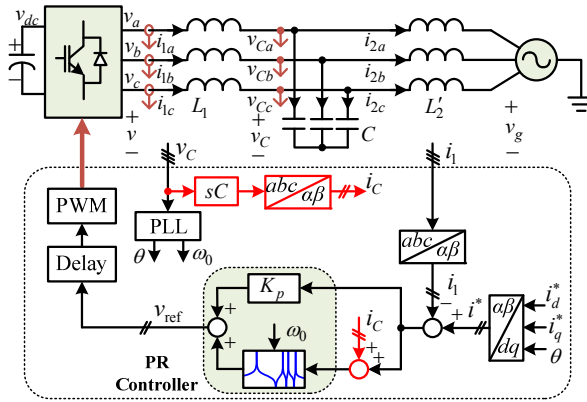 v_dc
+
−
v_a
v_b
v_c
i_1a
i_1b
i_1c
L_1
v_Ca
v_Cb
v_Cc
i_2a
i_2b
i_2c
L'_2
C
+
v
−
+
v_C
−
+
v_g
−
v_C
i_1
PWM
Delay
PLL
θ
ω_0
sC
abc
αβ
i_C
abc
αβ
i_1
−
+
i^*
αβ
dq
i_d^*
i_q^*
θ
v_ref
K_p
+
+
ω_0
i_C
+
+
PR
Controller